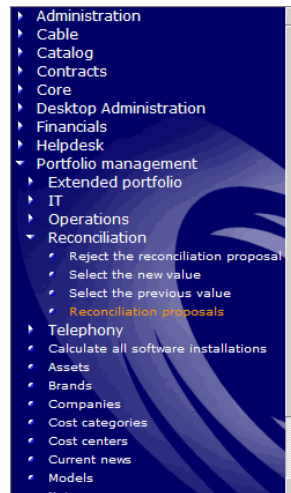 Administration
Cable
Catalog
Contracts
Core
Desktop Administration
Financials
Helpdesk
Portfolio management
Extended portfolio
IT
Operations
Reconciliation
Reject the reconciliation proposal
Select the new value
Select the previous value
Reconciliation proposals
Telephony
Calculate all software installations
Assets
Brands
Companies
Cost categories
Cost centers
Current news
Models